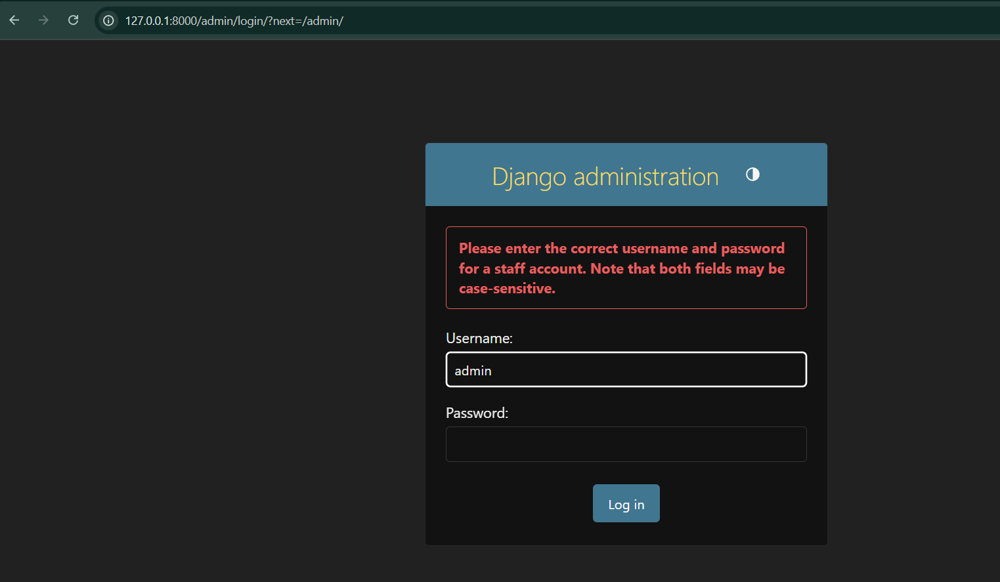 127.0.0.1:8000/admin/login/?next=/admin/
Django administration
Please enter the correct username and password
for a staff account. Note that both fields may be
case-sensitive.
Username:
admin
Password:
Log in